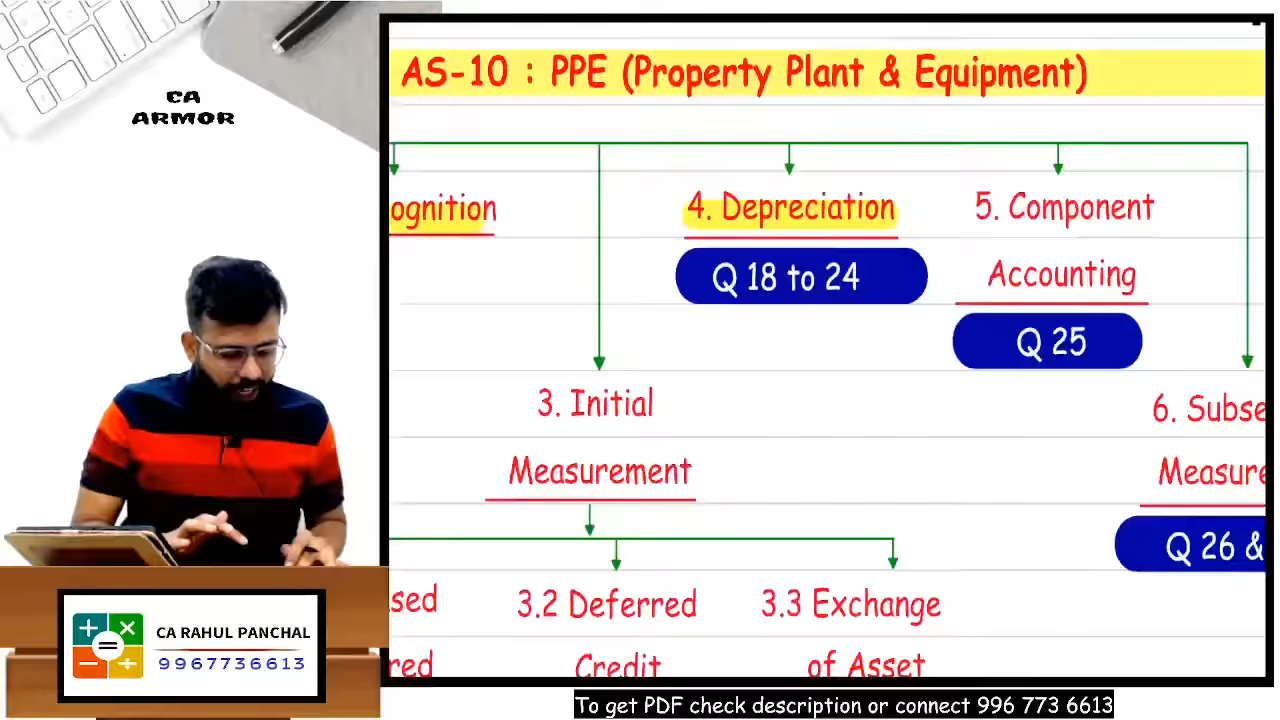 CA
ARMOR
AS-10 : PPE (Property Plant & Equipment)
ognition
4. Depreciation
Q 18 to 24
5. Component
Accounting
Q 25
3. Initial
Measurement
6. Subse
Measure
Q 26 &
sed
3.2 Deferred
3.3 Exchange
red
Credit
of Asset
CA RAHUL PANCHAL
9967736613
To get PDF check description or connect 996 773 6613